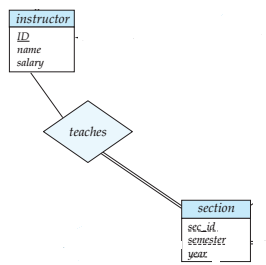 instructor
ID
name
salary
teaches
section
sec_id
semester
year